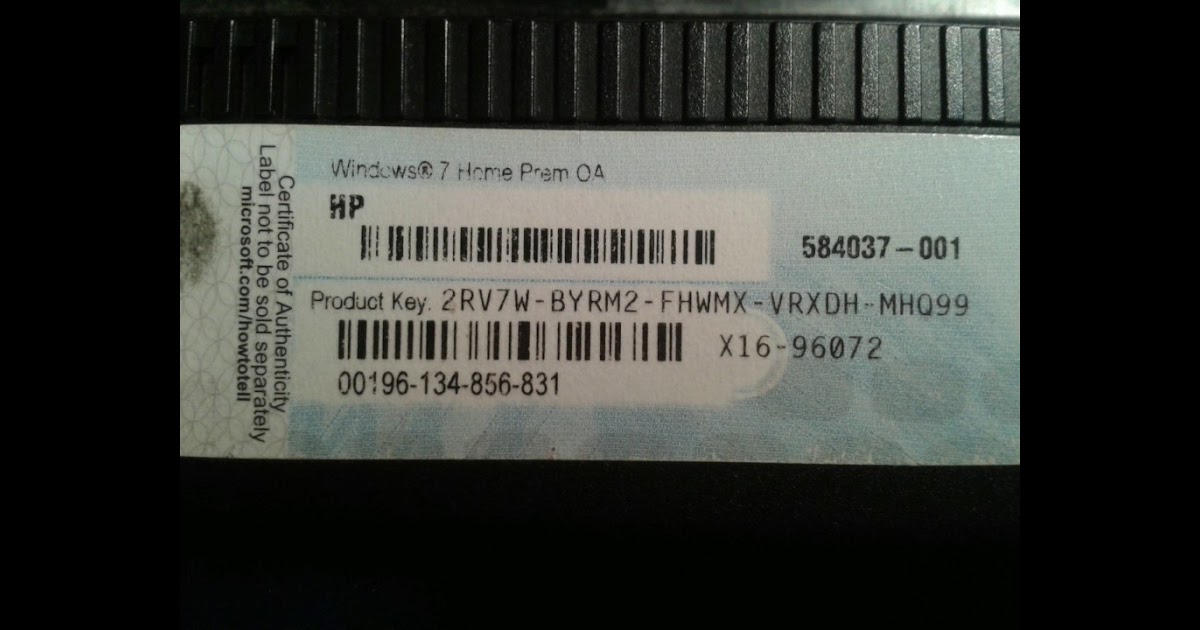 Certificate of Authenticity
Label not to be sold separately
microsoft.com/howtotell
Windows® 7 Home Prem OA
HP
584037-001
Product Key: 2RV7W-BYRM2-FHWMX-VRXDH-MHQ99
X16-96072
00196-134-856-831